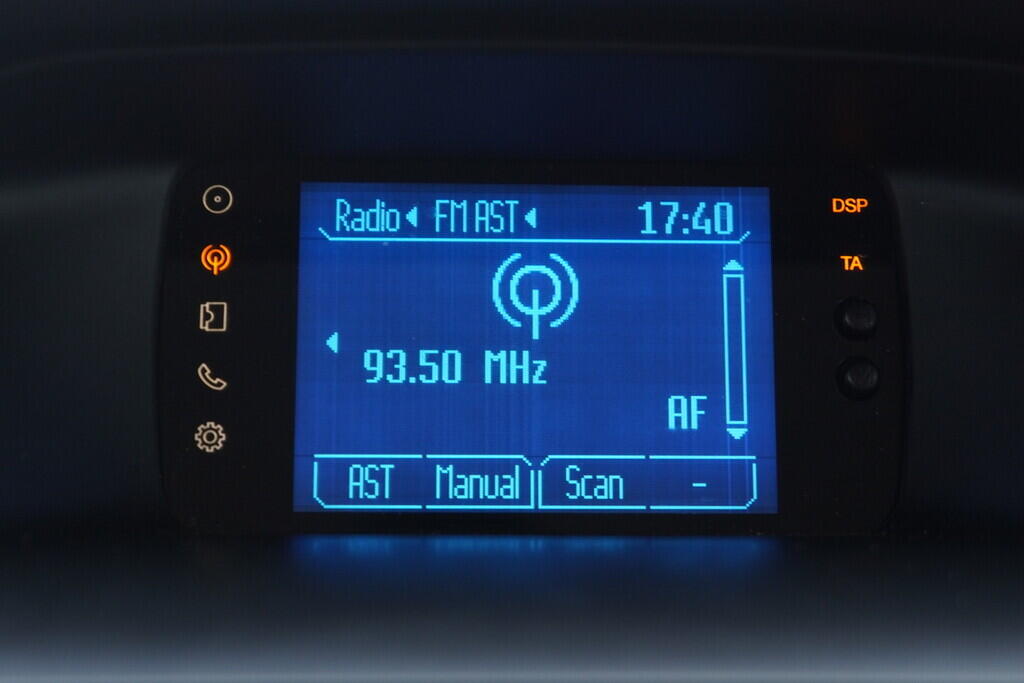 Radio FM AST 17:40
DSP
TA
93.50 MHz
AF
AST Manual Scan -